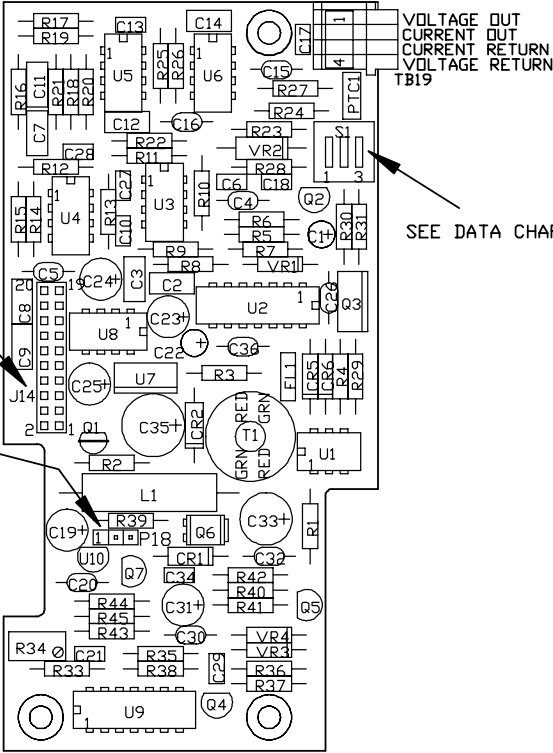 R17 C13 C14 C17 1 VOLTAGE OUT
R19 CURRENT OUT
CURRENT RETURN
4 VOLTAGE RETURN
TB19
1 U5 R25 R26 1 U6 C15
R16 C11 R21 R18 R20 R27 PTC1
R24
C7 C12 C16 R23 S1
R22 VR2
C28 R11 R28 1 3
R12 C27 1 U3 R10 C6 C18 Q2
R15 R14 U4 1 R13 C10 C4
R6 C1+ R30 R31 SEE DATA CHAR
R5
R9 R7
R8 VR1
C5 C24+ C3 C2
20 19 C8 C23+ U2 1 C26 Q3
U8 1
C9 C22 + C36
J14 C25+ U7 R3 FL1 CR5 CR6 R4 R29
2 1 Q1 C35+ CR2 RED GRN T1 GRN RED U1 1
R2
L1
C19+ R39 Q6 C33+ R1
1 P18
U10 CR1 C32
C20 Q7 C34 R42
R40
R44 C31+ R41 Q5
R45
R43 C30 VR4
R34 C21 R35 VR3
R33 R38 C29 R36
R37
1 U9 Q4